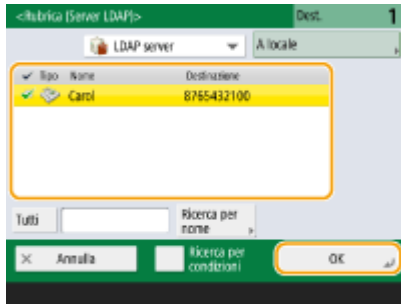 <Rubrica (Server LDAP)>
Dest. 1
LDAP server
A locale
Tipo Nome Destinazione
Carol 8765432100
Tutti
Ricerca per
nome
Annulla
Ricerca per
condizioni
OK